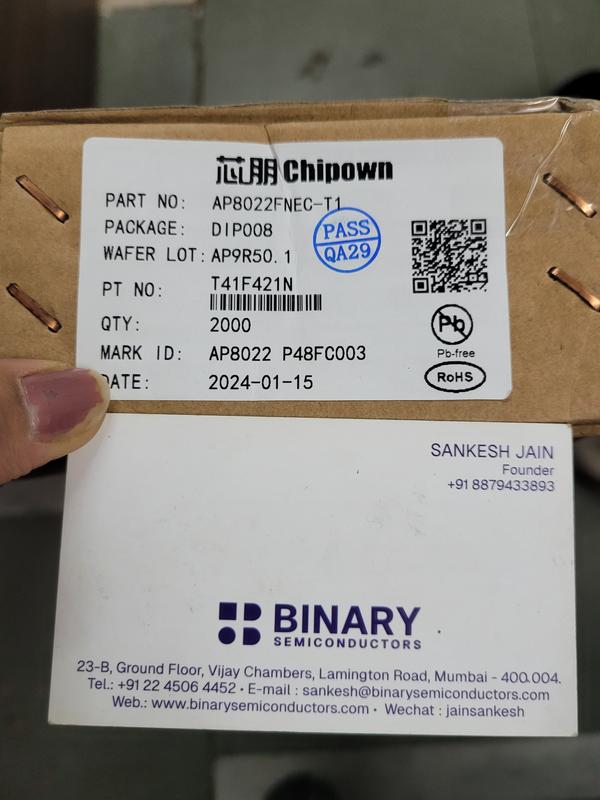 芯朋 Chipown
PART NO: AP8022FNEC-T1
PACKAGE: DIP008
WAFER LOT: AP9R50.1
PASS
QA29
PT NO: T41F421N
QTY: 2000
MARK ID: AP8022 P48FC003
DATE: 2024-01-15
Pb
Pb-free
RoHS
SANKESH JAIN
Founder
+91 8879433893
BINARY
SEMICONDUCTORS
23-B, Ground Floor, Vijay Chambers, Lamington Road, Mumbai - 400.004.
Tel.: +91 22 4506 4452 • E-mail : sankesh@binarysemiconductors.com
Web.: www.binarysemiconductors.com • Wechat : jainsankesh